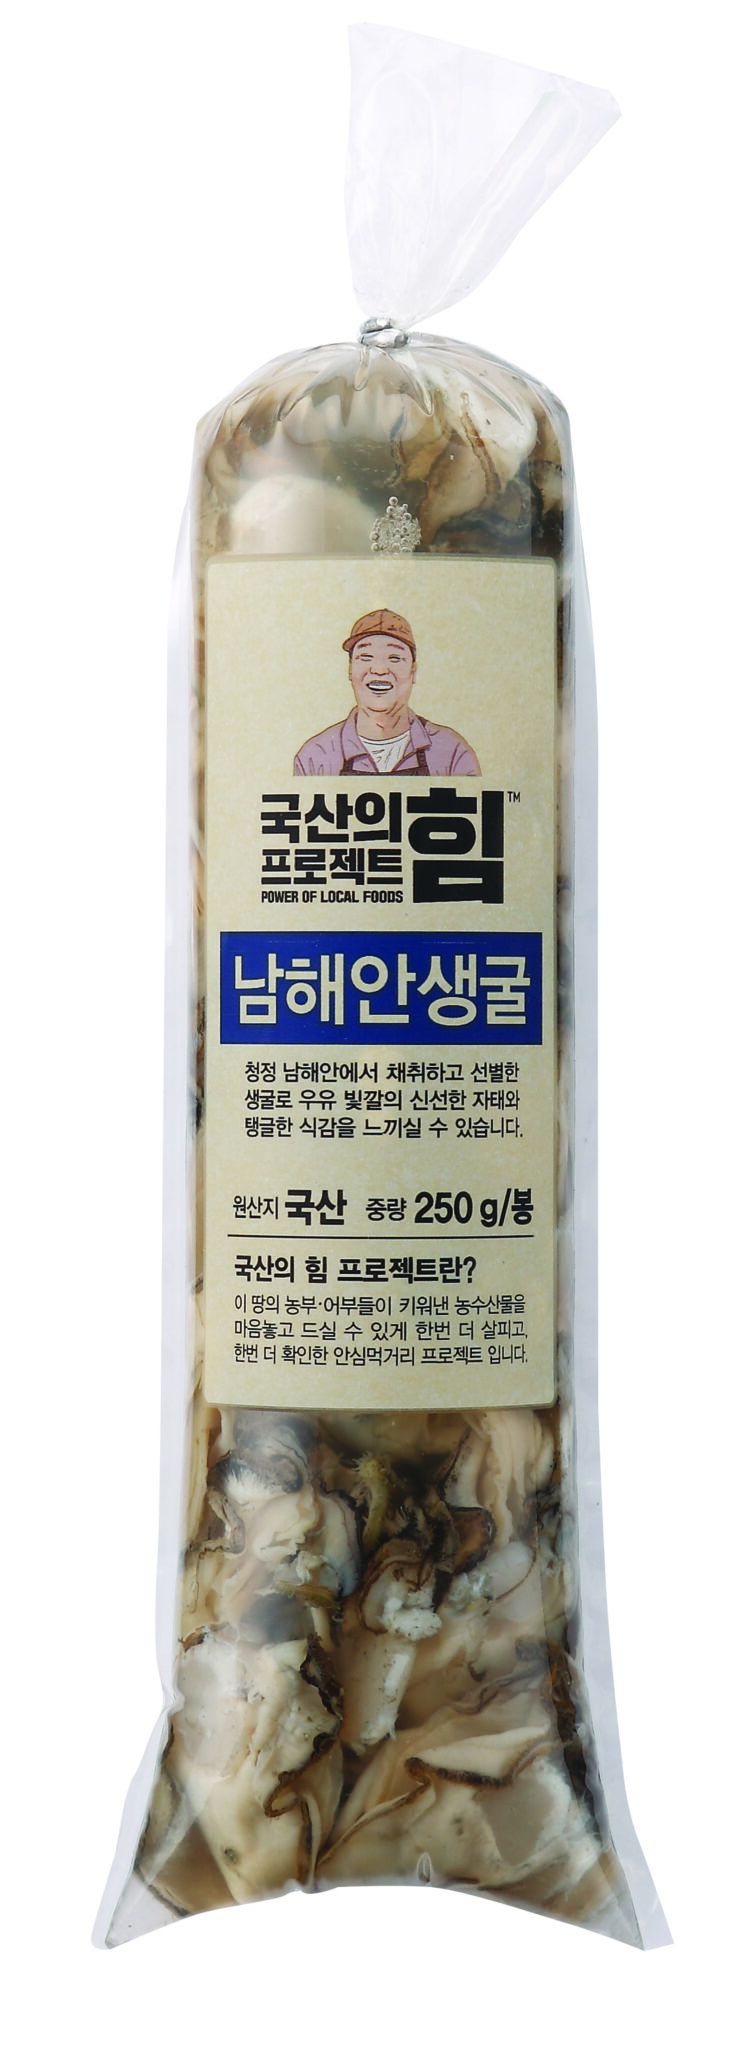 국산의 힘™
프로젝트
POWER OF LOCAL FOODS
남해안생굴
청정 남해안에서 채취하고 선별한
생굴로 우유 빛깔의 신선한 자태와
탱글한 식감을 느끼실 수 있습니다.
원산지 국산 중량 250 g/봉
국산의 힘 프로젝트란?
이 땅의 농부·어부들이 키워낸 농수산물을
마음놓고 드실 수 있게 한번 더 살피고,
한번 더 확인한 안심먹거리 프로젝트 입니다.